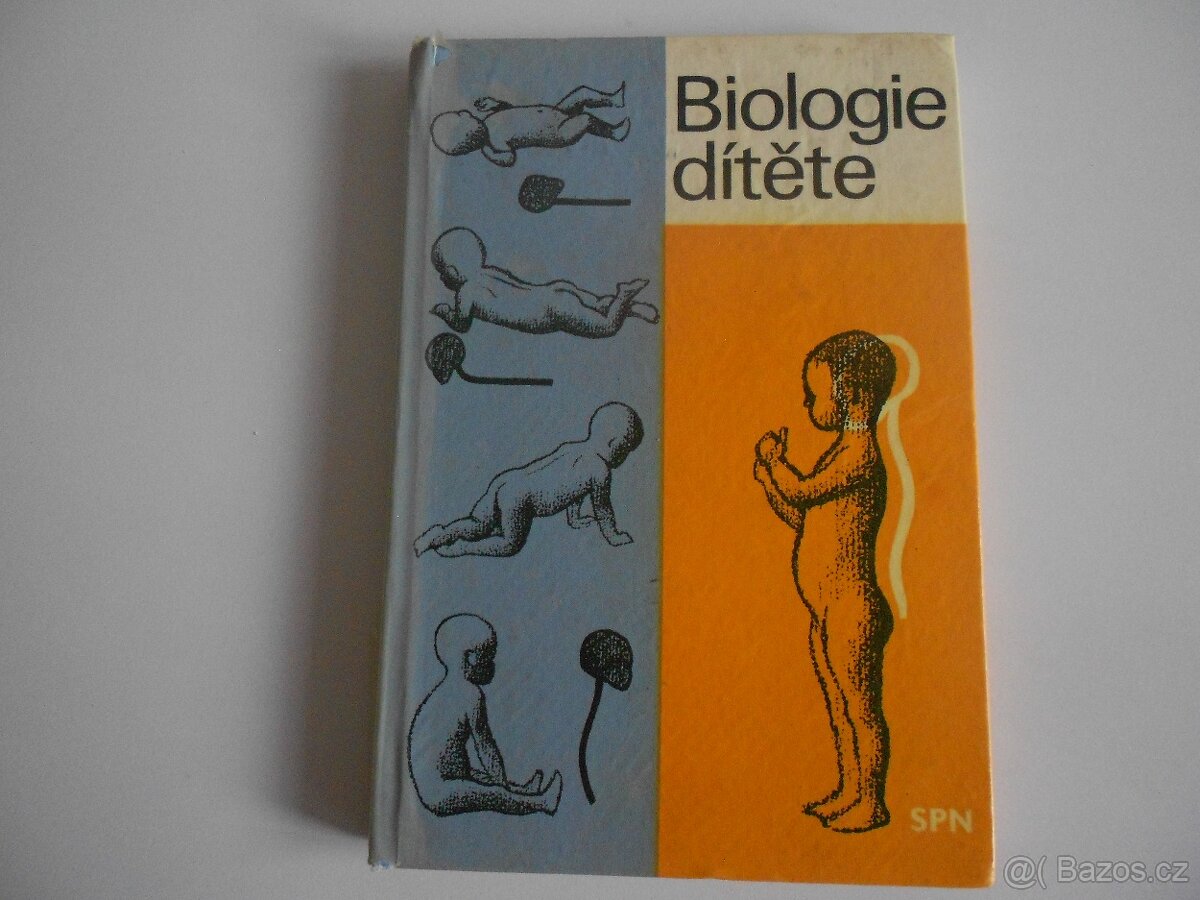 Biologie
dítěte
SPN
@( Bazos.cz